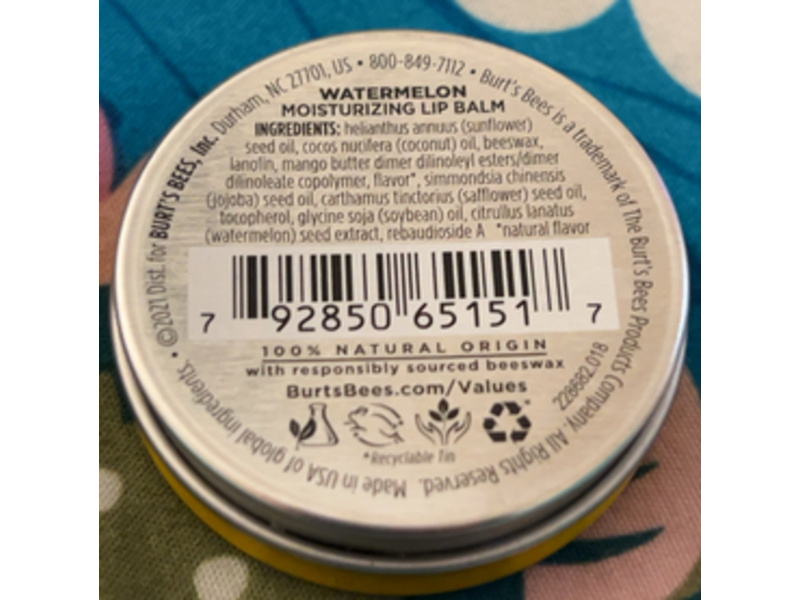 WATERMELON
MOISTURIZING LIP BALM
INGREDIENTS: helianthus annuus (sunflower)
seed oil, cocos nucifera (coconut) oil, beeswax,
lanolin, mango butter dimer dilinoleyl esters/dimer
dilinoleate copolymer, flavor*, simmondsia chinensis
(jojoba) seed oil, carthamus tinctorius (safflower) seed oil,
tocopherol, glycine soja (soybean) oil, citrullus lanatus
(watermelon) seed extract, rebaudioside A *natural flavor
7 92850 65151 7
100% NATURAL ORIGIN
with responsibly sourced beeswax
BurtsBees.com/Values
*Recyclable Tin
228682.018
• ©2021 Dist. for BURT'S BEES, Inc. Durham, NC 27701, US • 800-849-7112 • Burt's Bees is a trademark of The Burt's Bees Products Company. All Rights Reserved. Made in USA of global ingredients.